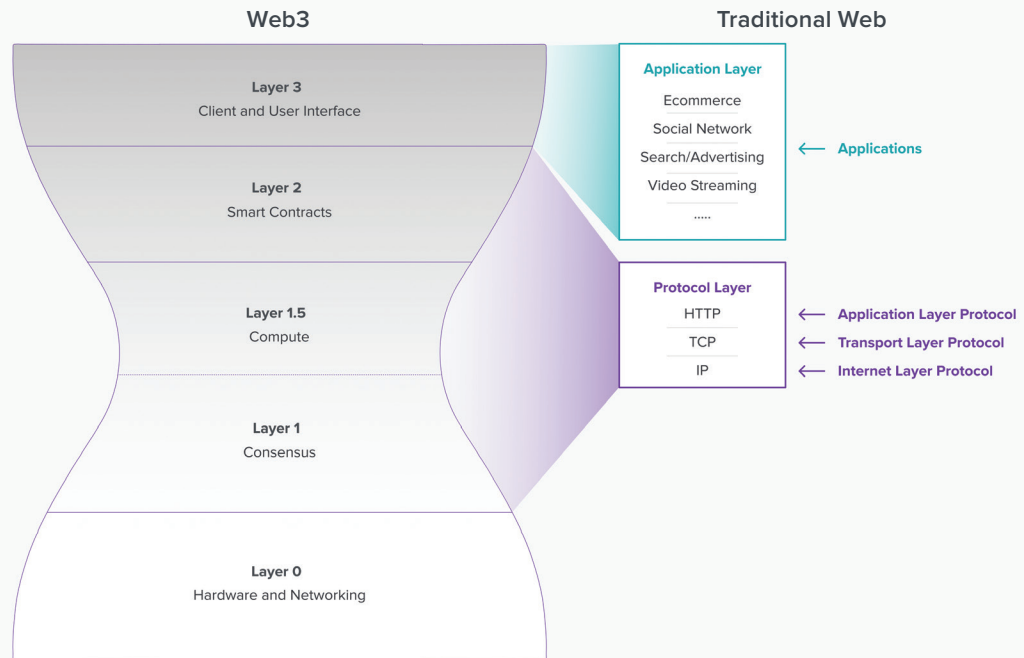 Web3
Traditional Web
Layer 3
Client and User Interface
Layer 2
Smart Contracts
Layer 1.5
Compute
Layer 1
Consensus
Layer 0
Hardware and Networking
Application Layer
Ecommerce
Social Network
Search/Advertising
Video Streaming
.....
Applications
Protocol Layer
HTTP
TCP
IP
Application Layer Protocol
Transport Layer Protocol
Internet Layer Protocol